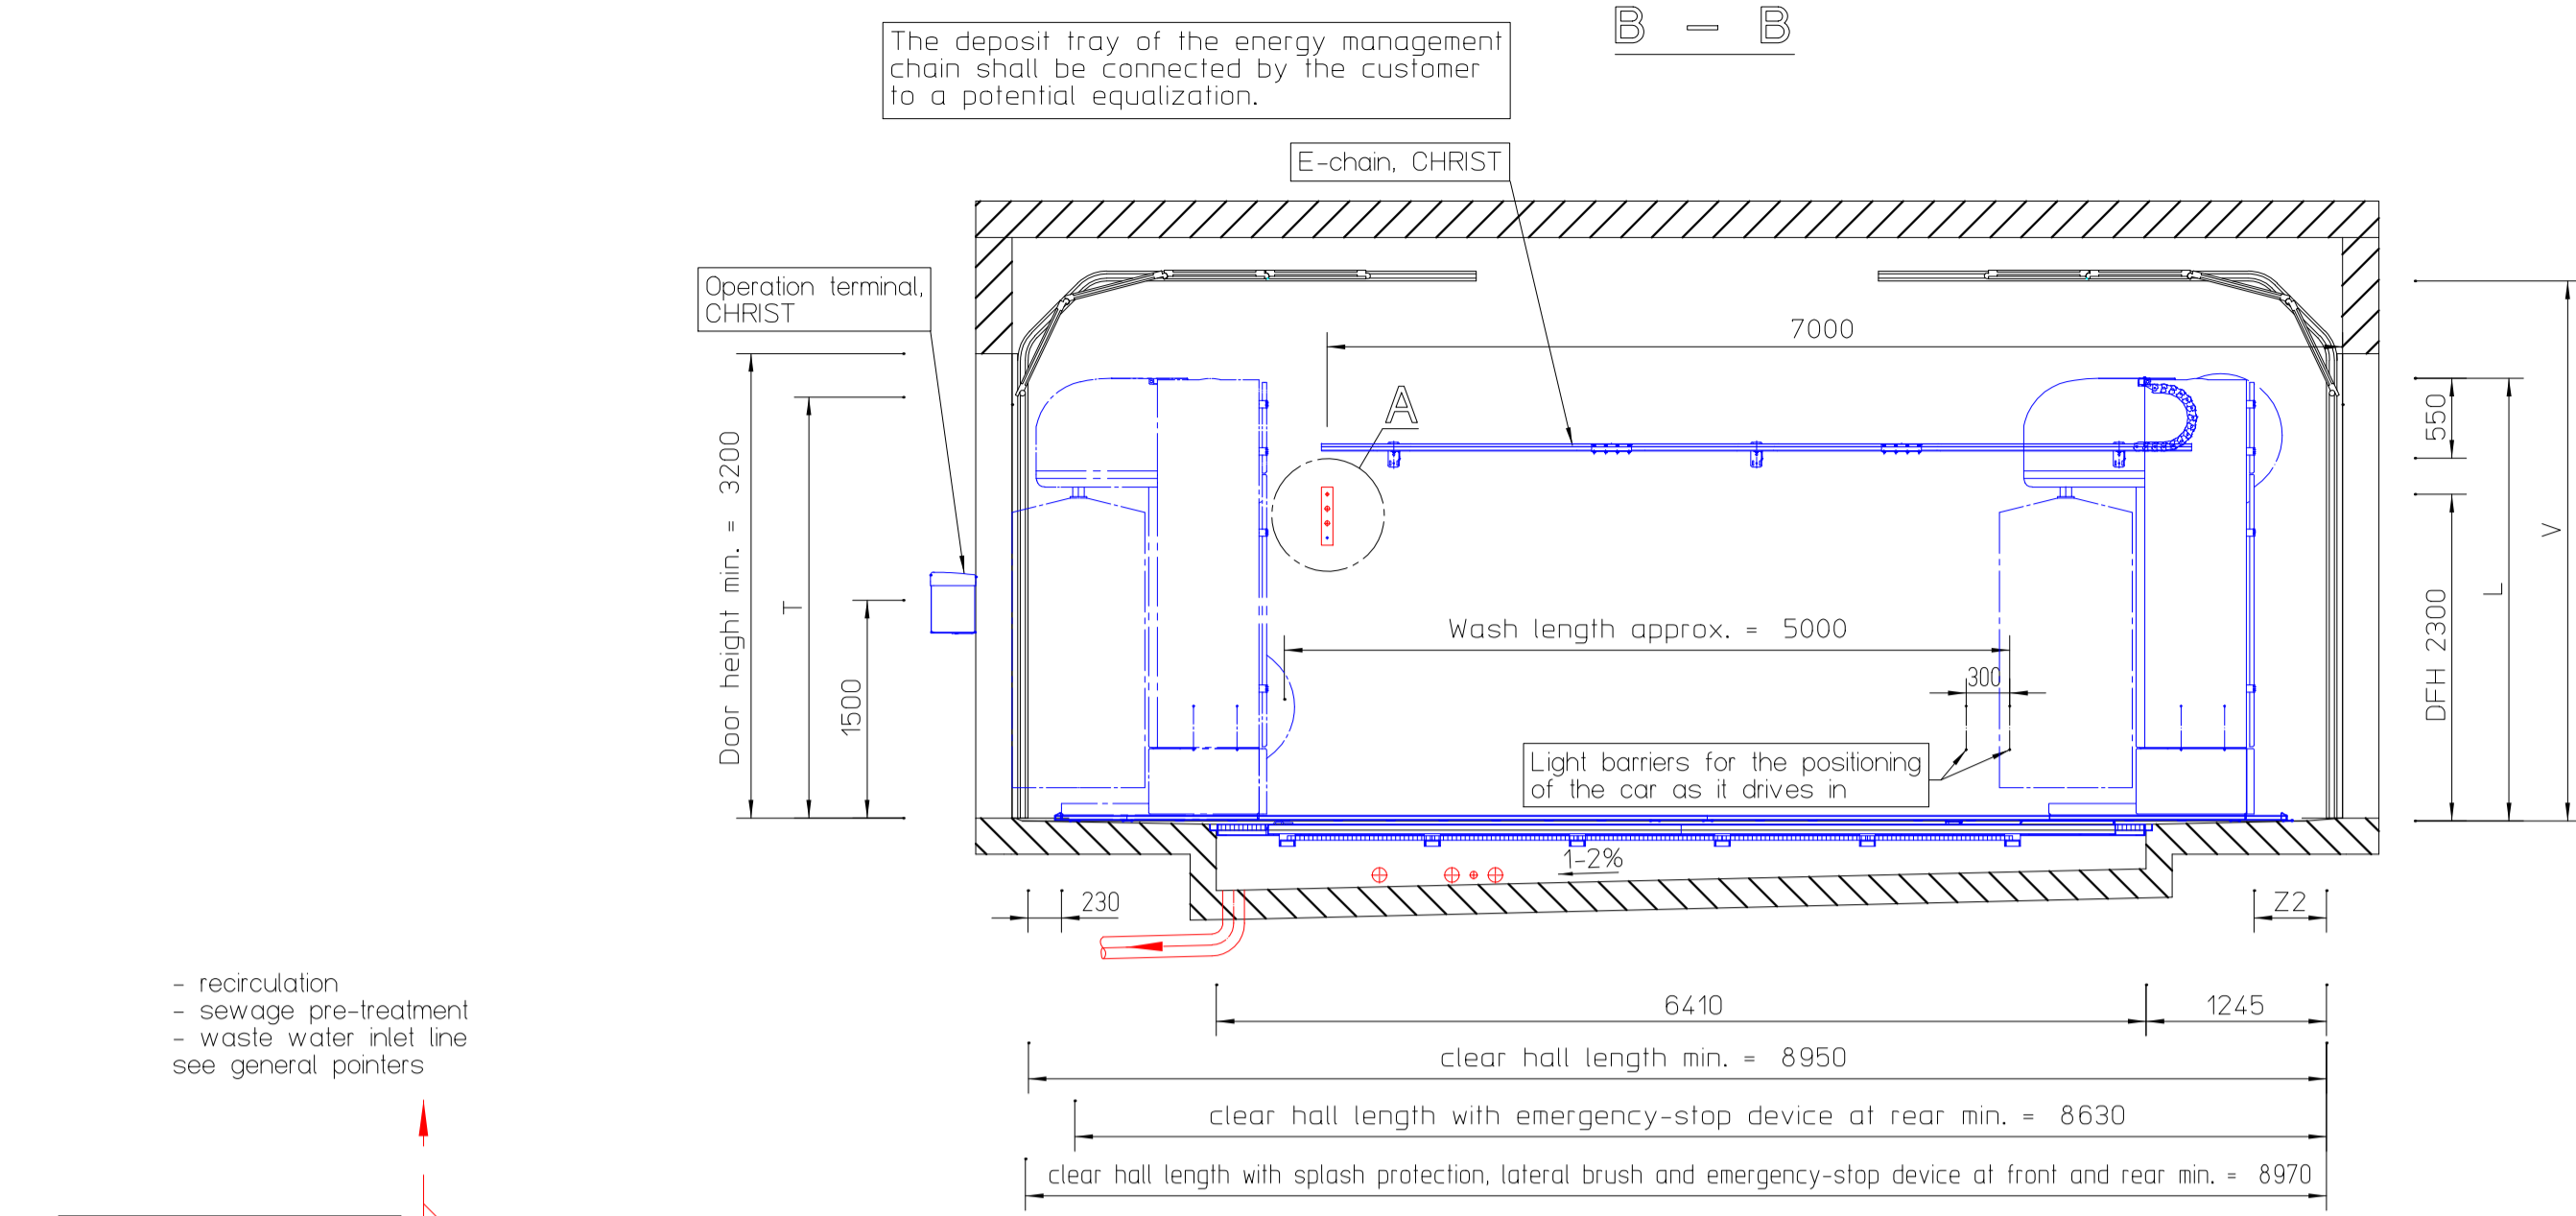 B - B
The deposit tray of the energy management
chain shall be connected by the customer
to a potential equalization.
E-chain, CHRIST
Operation terminal,
CHRIST
7000
A
Door height min. = 3200
T
1500
550
V
L
DFH 2300
Wash length approx. = 5000
300
Light barriers for the positioning
of the car as it drives in
1-2%
230
Z2
- recirculation
- sewage pre-treatment
- waste water inlet line
see general pointers
6410
1245
clear hall length min. = 8950
clear hall length with emergency-stop device at rear min. = 8630
clear hall length with splash protection, lateral brush and emergency-stop device at front and rear min. = 8970